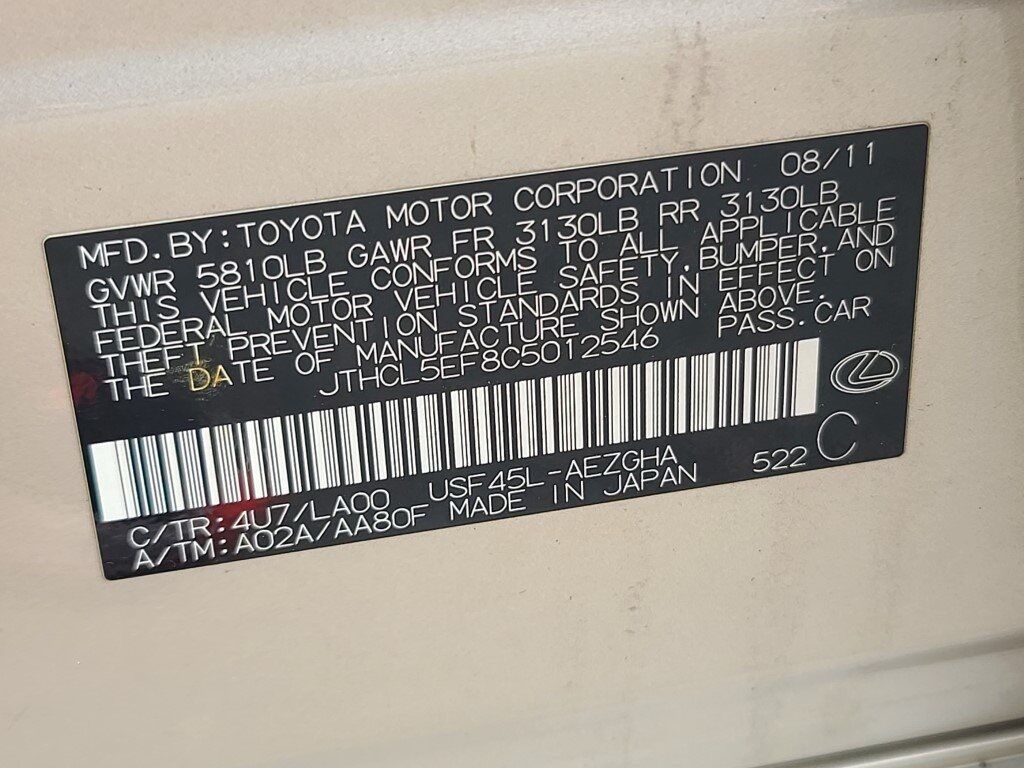 MFD.BY:TOYOTA MOTOR CORPORATION 08/11
GVWR 5810LB GAWR FR 3130LB RR 3130LB
THIS VEHICLE CONFORMS TO ALL APPLICABLE
FEDERAL MOTOR VEHICLE SAFETY,BUMPER,AND
THEFT PREVENTION STANDARDS IN EFFECT ON
THE DATE OF MANUFACTURE SHOWN ABOVE.
JTHCL5EF8C5012546 PASS.CAR
C/TR:4U7/LA00 USF45L-AEZGHA 522 C
A/TM:A02A/AA80F MADE IN JAPAN